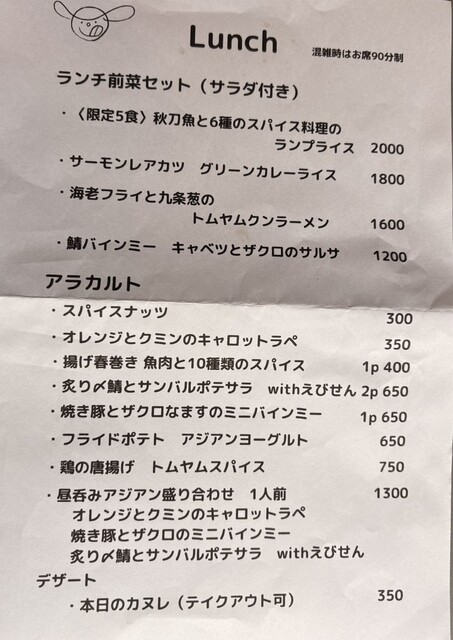 Lunch
混雑時はお席90分制
ランチ前菜セット（サラダ付き）
・〈限定5食〉秋刀魚と6種のスパイス料理の
ランプライス 2000
・サーモンレアカツ グリーンカレーライス 1800
・海老フライと九条葱の
トムヤムクンラーメン 1600
・鯖バインミー キャベツとザクロのサルサ 1200
アラカルト
・スパイスナッツ 300
・オレンジとクミンのキャロットラペ 350
・揚げ春巻き 魚肉と10種類のスパイス 1p 400
・炙り〆鯖とサンバルポテサラ withえびせん 2p 650
・焼き豚とザクロなますのミニバインミー 1p 650
・フライドポテト アジアンヨーグルト 650
・鶏の唐揚げ トムヤムスパイス 750
・昼呑みアジアン盛り合わせ 1人前 1300
オレンジとクミンのキャロットラペ
焼き豚とザクロのミニバインミー
炙り〆鯖とサンバルポテサラ withえびせん
デザート
・本日のカヌレ（テイクアウト可） 350